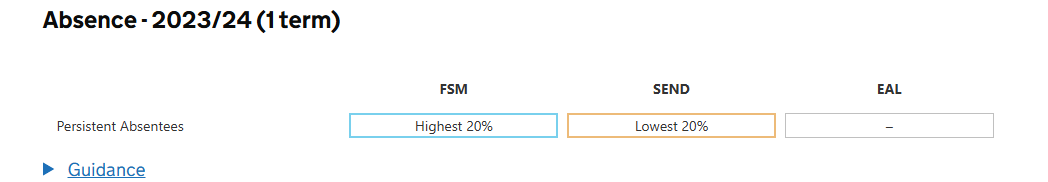 Absence - 2023/24 (1 term)
FSM SEND EAL
Persistent Absentees Highest 20% Lowest 20% –
Guidance